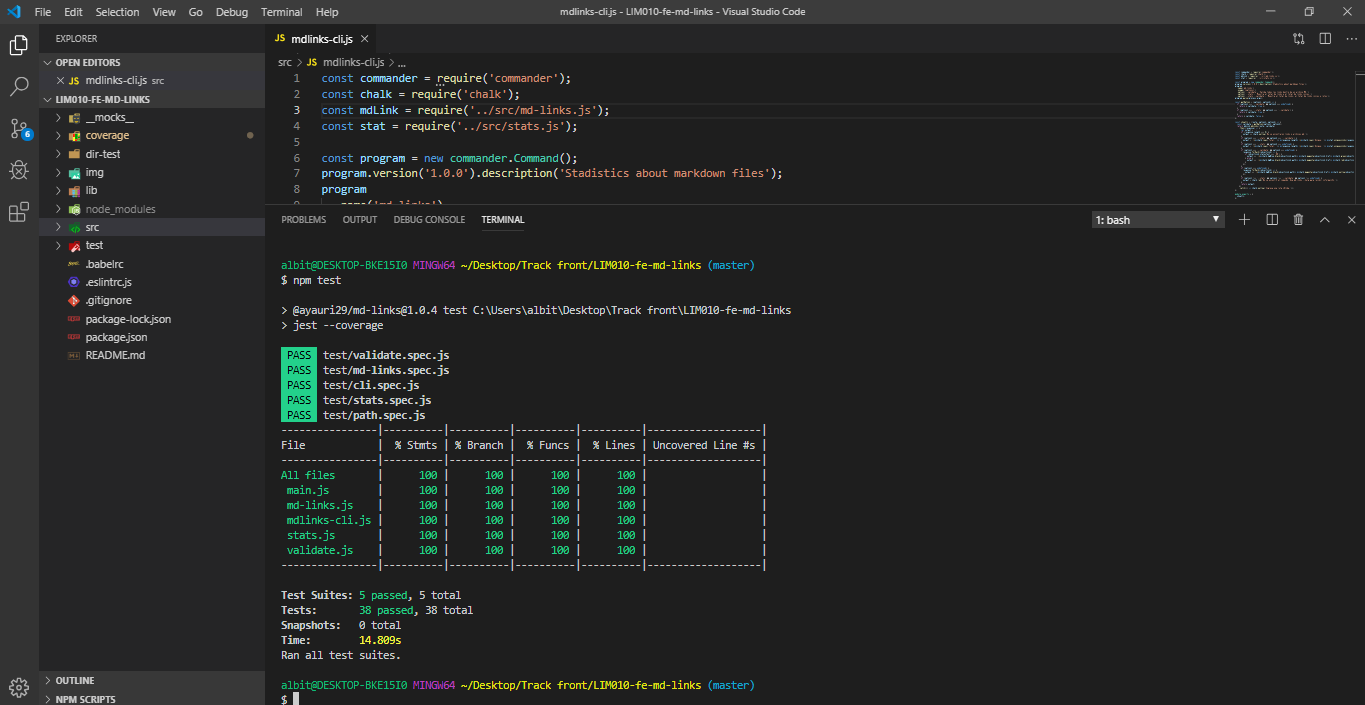 File Edit Selection View Go Debug Terminal Help
mdlinks-cli.js - LIM010-fe-md-links - Visual Studio Code
EXPLORER
OPEN EDITORS
JS mdlinks-cli.js src
LIM010-FE-MD-LINKS
__mocks__
coverage
dir-test
img
lib
node_modules
src
test
.babelrc
.eslintrc.js
.gitignore
package-lock.json
package.json
README.md
OUTLINE
NPM SCRIPTS
6
JS mdlinks-cli.js
src > JS mdlinks-cli.js > ...
1 const commander = require('commander');
2 const chalk = require('chalk');
3 const mdLink = require('../src/md-links.js');
4 const stat = require('../src/stats.js');
5
6 const program = new commander.Command();
7 program.version('1.0.0').description('Stadistics about markdown files');
8 program
PROBLEMS OUTPUT DEBUG CONSOLE TERMINAL
1: bash
albit@DESKTOP-BKE15I0 MINGW64 ~/Desktop/Track front/LIM010-fe-md-links (master)
$ npm test
> @ayauri29/md-links@1.0.4 test C:\Users\albit\Desktop\Track front\LIM010-fe-md-links
> jest --coverage
PASS test/validate.spec.js
PASS test/md-links.spec.js
PASS test/cli.spec.js
PASS test/stats.spec.js
PASS test/path.spec.js
----------------|----------|----------|----------|----------|-------------------|
File | % Stmts | % Branch | % Funcs | % Lines | Uncovered Line #s |
----------------|----------|----------|----------|----------|-------------------|
All files | 100 | 100 | 100 | 100 | |
main.js | 100 | 100 | 100 | 100 | |
md-links.js | 100 | 100 | 100 | 100 | |
mdlinks-cli.js | 100 | 100 | 100 | 100 | |
stats.js | 100 | 100 | 100 | 100 | |
validate.js | 100 | 100 | 100 | 100 | |
----------------|----------|----------|----------|----------|-------------------|
Test Suites: 5 passed, 5 total
Tests: 38 passed, 38 total
Snapshots: 0 total
Time: 14.809s
Ran all test suites.
albit@DESKTOP-BKE15I0 MINGW64 ~/Desktop/Track front/LIM010-fe-md-links (master)
$